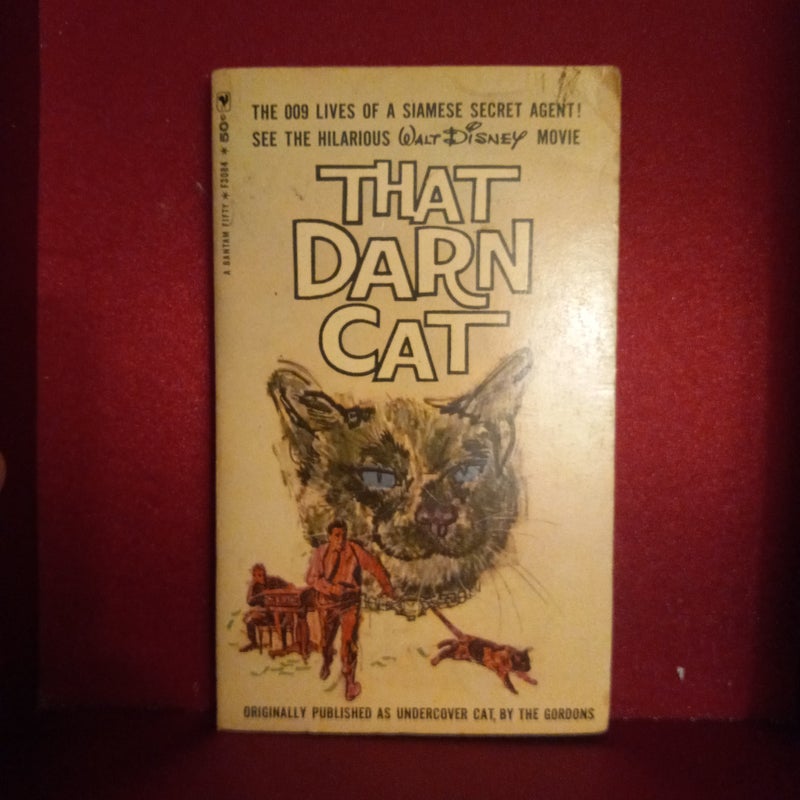 THE 009 LIVES OF A SIAMESE SECRET AGENT!
SEE THE HILARIOUS WALT DISNEY MOVIE
THAT
DARN
CAT
A BANTAM FIFTY * F3084 * 50¢
ORIGINALLY PUBLISHED AS UNDERCOVER CAT, BY THE GORDONS